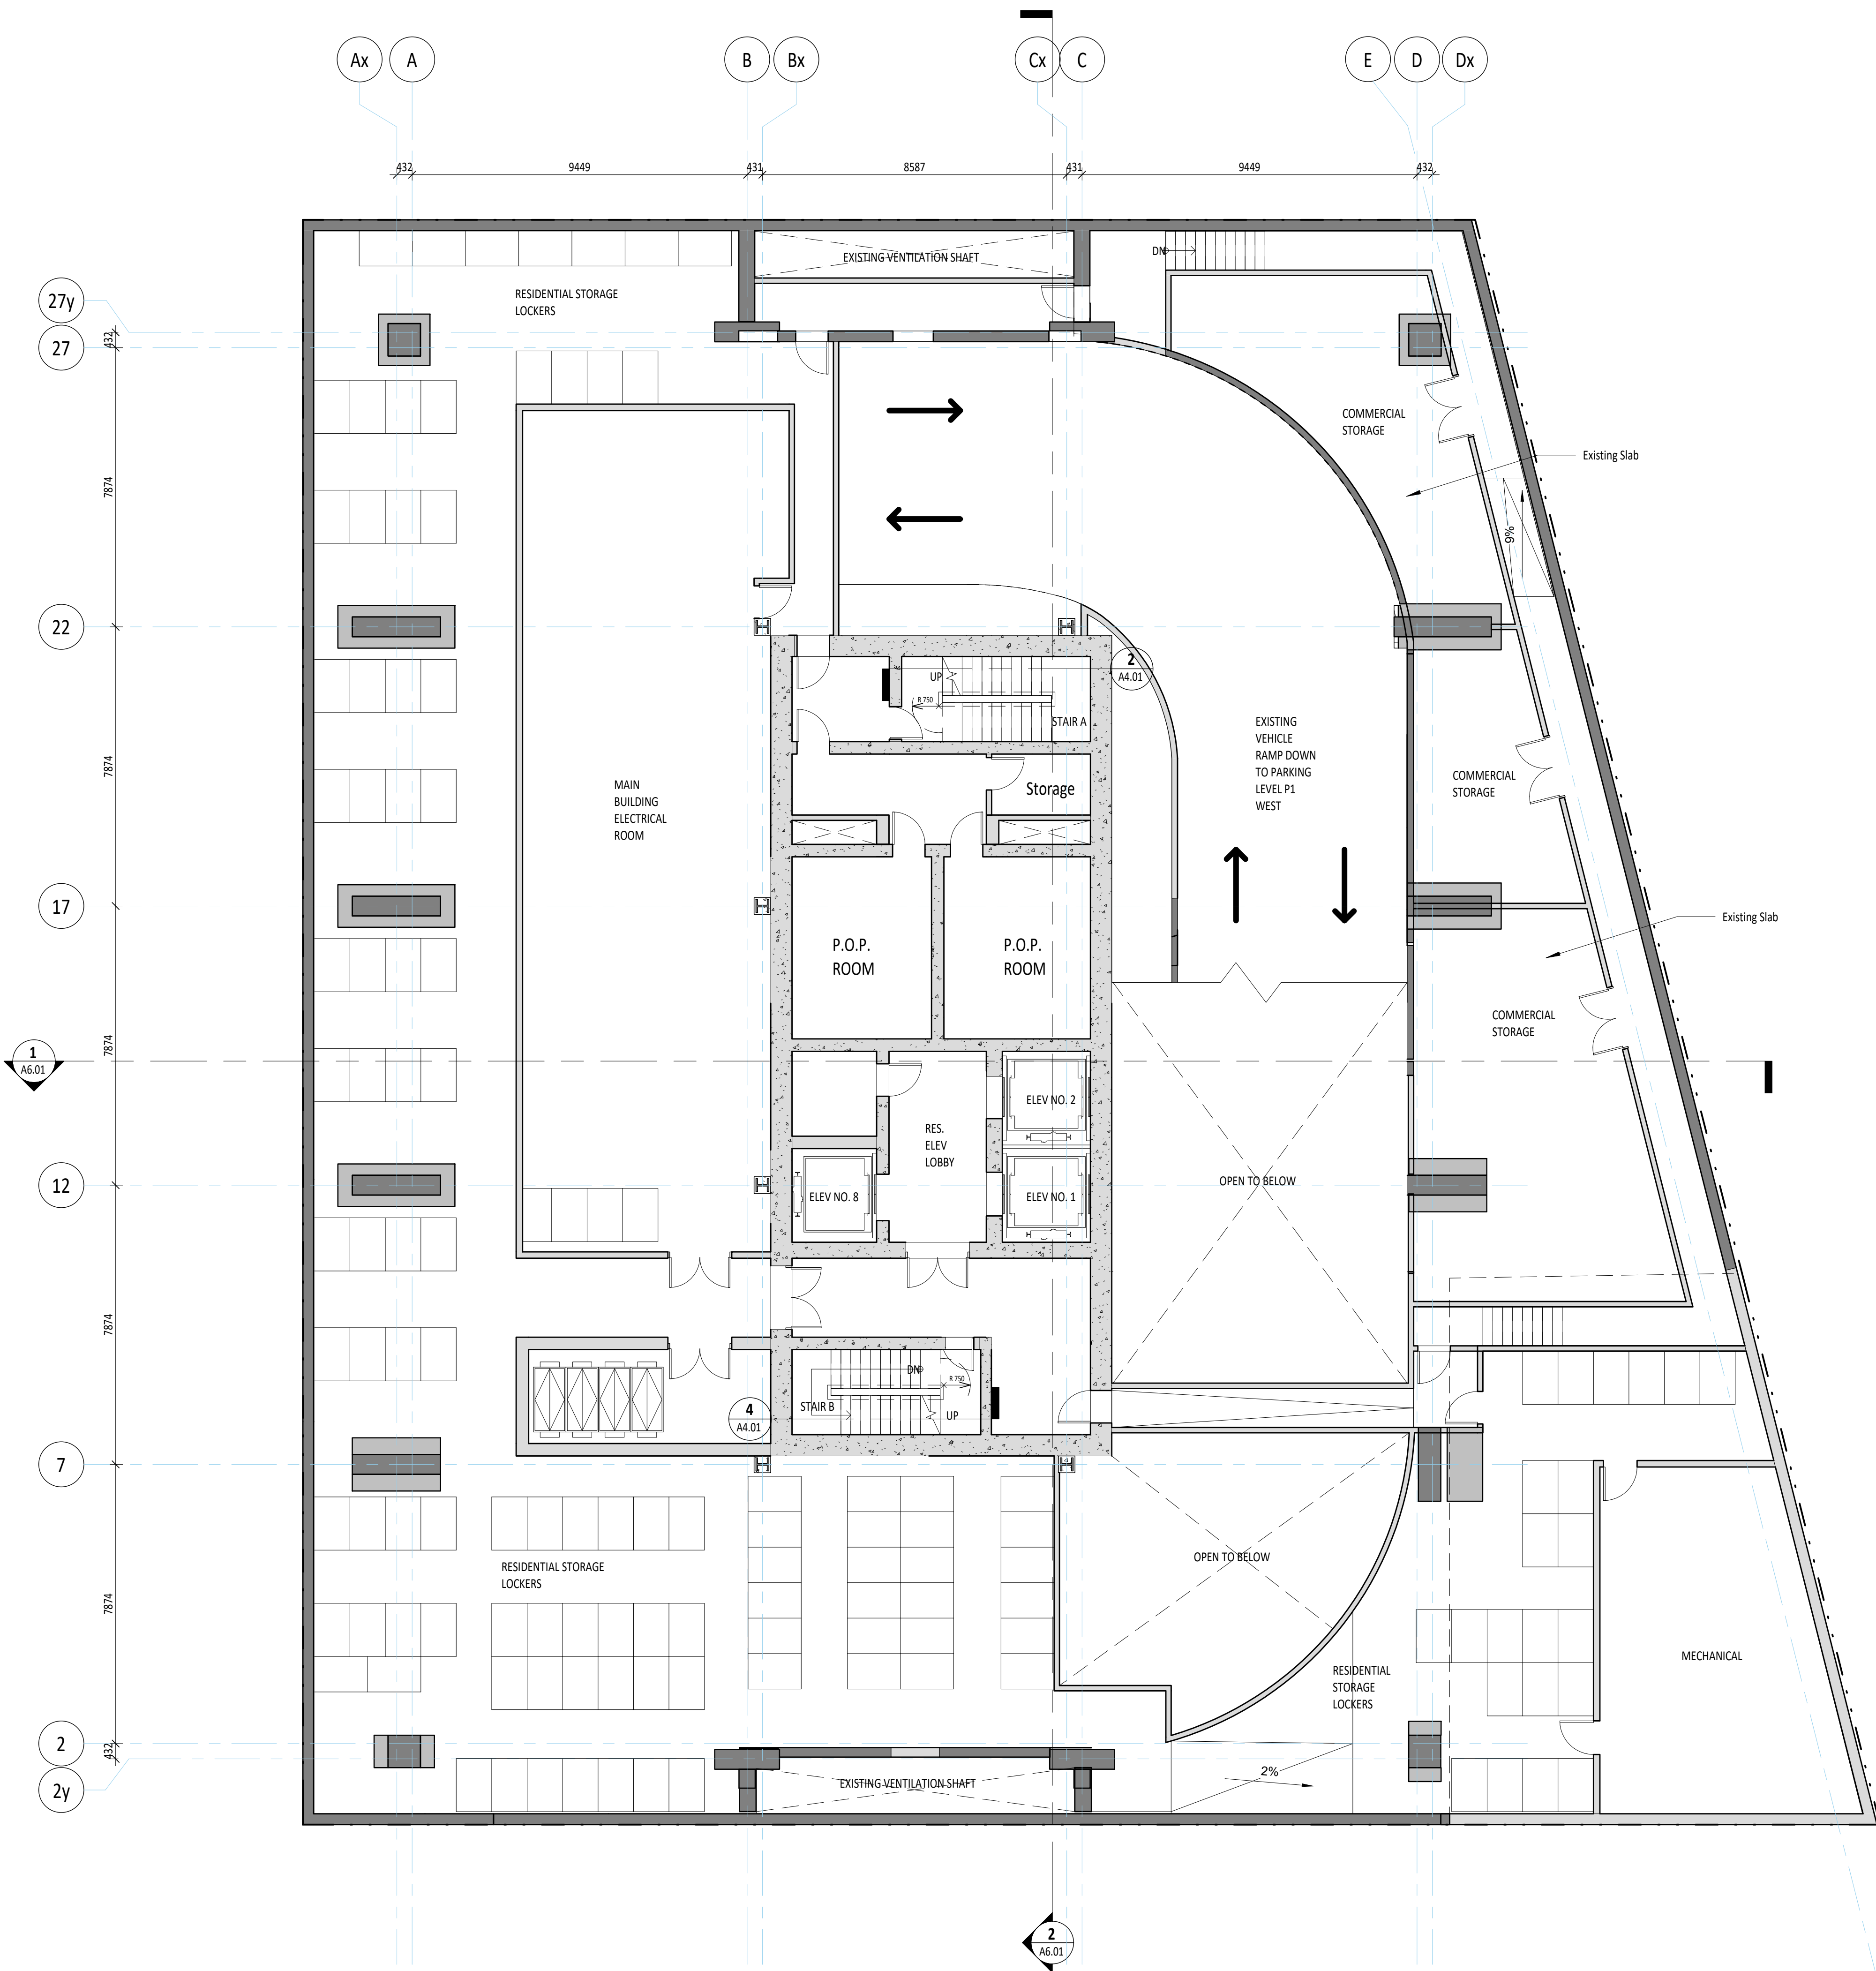 Ax
A
B
Bx
Cx
C
E
D
Dx
432
9449
431
8587
431
9449
432
27y
27
22
17
12
7
2
2y
432
7874
7874
7874
7874
7874
432
EXISTING VENTILATION SHAFT
DN
RESIDENTIAL STORAGE
LOCKERS
COMMERCIAL
STORAGE
Existing Slab
9%
2
A4.01
UP
R 750
STAIR A
EXISTING
VEHICLE
RAMP DOWN
TO PARKING
LEVEL P1
WEST
MAIN
BUILDING
ELECTRICAL
ROOM
Storage
COMMERCIAL
STORAGE
Existing Slab
P.O.P.
ROOM
P.O.P.
ROOM
COMMERCIAL
STORAGE
1
A6.01
ELEV NO. 2
RES.
ELEV
LOBBY
OPEN TO BELOW
ELEV NO. 8
ELEV NO. 1
DN
R 750
STAIR B
UP
4
A4.01
OPEN TO BELOW
RESIDENTIAL STORAGE
LOCKERS
MECHANICAL
RESIDENTIAL
STORAGE
LOCKERS
2%
EXISTING VENTILATION SHAFT
2
A6.01